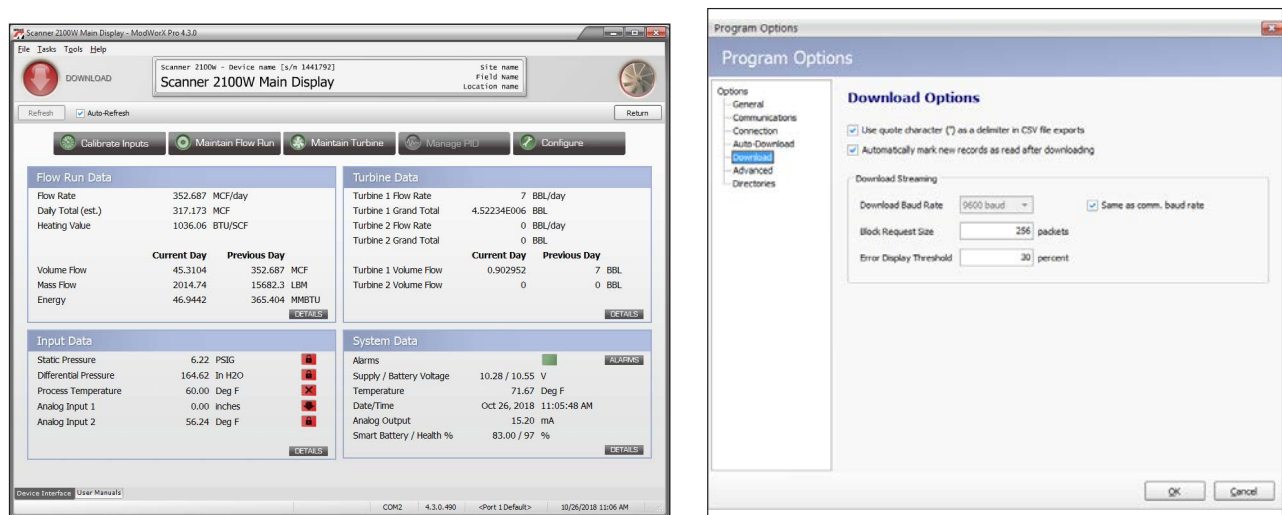 Scanner 2100W Main Display - ModWorX Pro 4.3.0
File Tasks Tools Help
DOWNLOAD
Scanner 2100W - Device name [s/n 1441792] Site name
Scanner 2100W Main Display Field Name
Location name
Refresh Auto-Refresh Return
Calibrate Inputs Maintain Flow Run Maintain Turbine Manage PID Configure
Flow Run Data
Flow Rate 352.687 MCF/day
Daily Total (est.) 317.173 MCF
Heating Value 1036.06 BTU/SCF
Current Day Previous Day
Volume Flow 45.3104 352.687 MCF
Mass Flow 2014.74 15682.3 LBM
Energy 46.9442 365.404 MMBTU
DETAILS
Turbine Data
Turbine 1 Flow Rate 7 BBL/day
Turbine 1 Grand Total 4.52234E006 BBL
Turbine 2 Flow Rate 0 BBL/day
Turbine 2 Grand Total 0 BBL
Current Day Previous Day
Turbine 1 Volume Flow 0.902952 7 BBL
Turbine 2 Volume Flow 0 0 BBL
DETAILS
Input Data
Static Pressure 6.22 PSIG
Differential Pressure 164.62 In H2O
Process Temperature 60.00 Deg F
Analog Input 1 0.00 inches
Analog Input 2 56.24 Deg F
DETAILS
System Data
Alarms ALARMS
Supply / Battery Voltage 10.28 / 10.55 V
Temperature 71.67 Deg F
Date/Time Oct 26, 2018 11:05:48 AM
Analog Output 15.20 mA
Smart Battery / Health % 83.00 / 97 %
DETAILS
Device Interface User Manuals
COM2 4.3.0.490 <Port 1 Default> 10/26/2018 11:06 AM
Program Options
Program Options
Options
General
Communications
Connection
Auto-Download
Download
Advanced
Directories
Download Options
Use quote character (") as a delimiter in CSV file exports
Automatically mark new records as read after downloading
Download Streaming
Download Baud Rate 9600 baud Same as comm. baud rate
Block Request Size 256 packets
Error Display Threshold 30 percent
OK Cancel